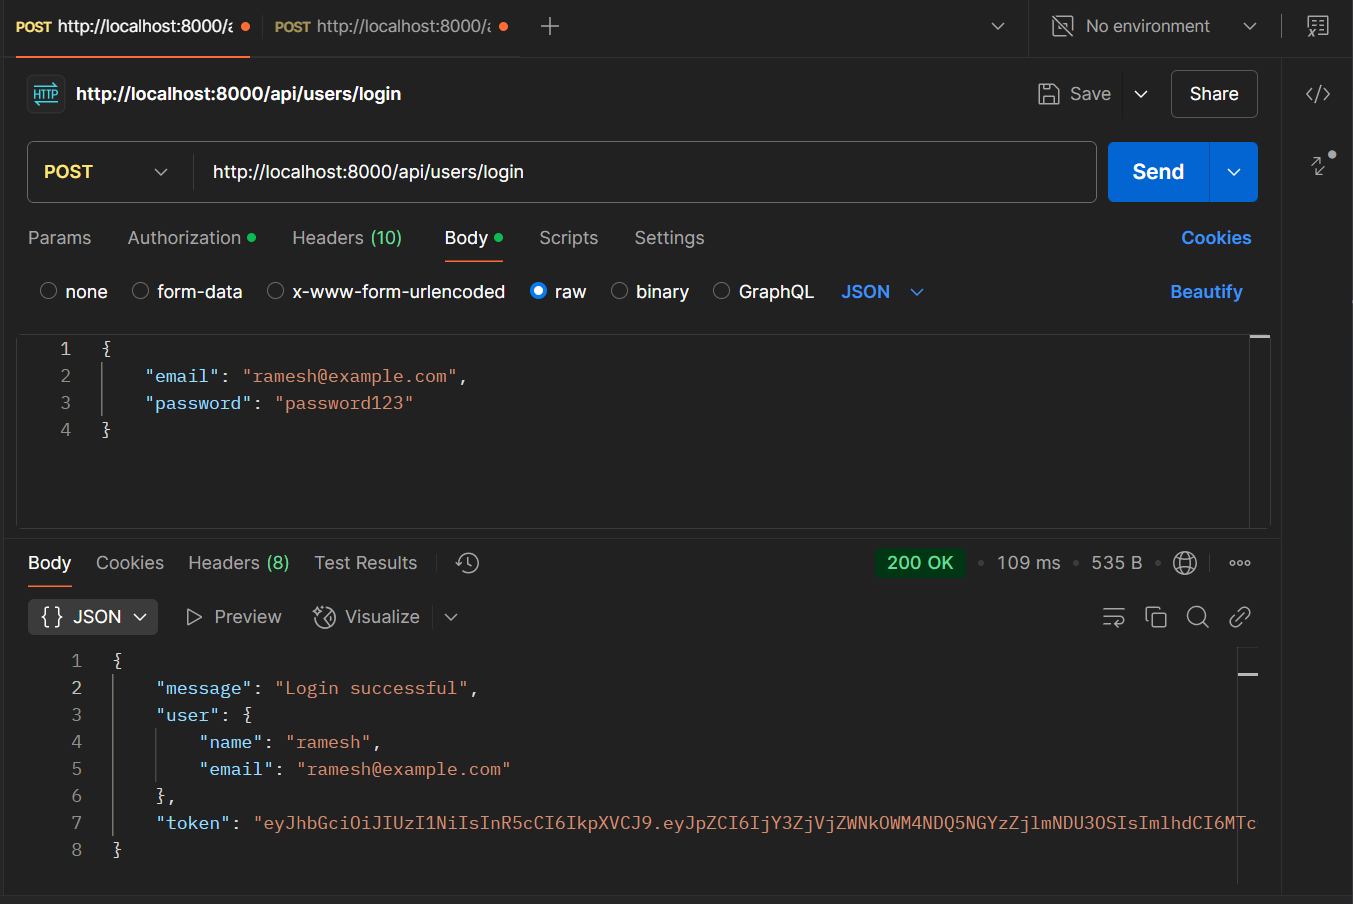 POST http://localhost:8000/a
POST http://localhost:8000/a
No environment
HTTP http://localhost:8000/api/users/login
Save
Share
POST http://localhost:8000/api/users/login
Send
Params Authorization Headers (10) Body Scripts Settings Cookies
none form-data x-www-form-urlencoded raw binary GraphQL JSON Beautify
1 {
2 "email": "ramesh@example.com",
3 "password": "password123"
4 }
Body Cookies Headers (8) Test Results 200 OK 109 ms 535 B
{} JSON Preview Visualize
1 {
2 "message": "Login successful",
3 "user": {
4 "name": "ramesh",
5 "email": "ramesh@example.com"
6 },
7 "token": "eyJhbGciOiJIUzI1NiIsInR5cCI6IkpXVCJ9.eyJpZCI6IjY3ZjVjZWNkOWM4NDQ5NGYzZjlmNDU3OSIsImlhdCI6MTc
8 }